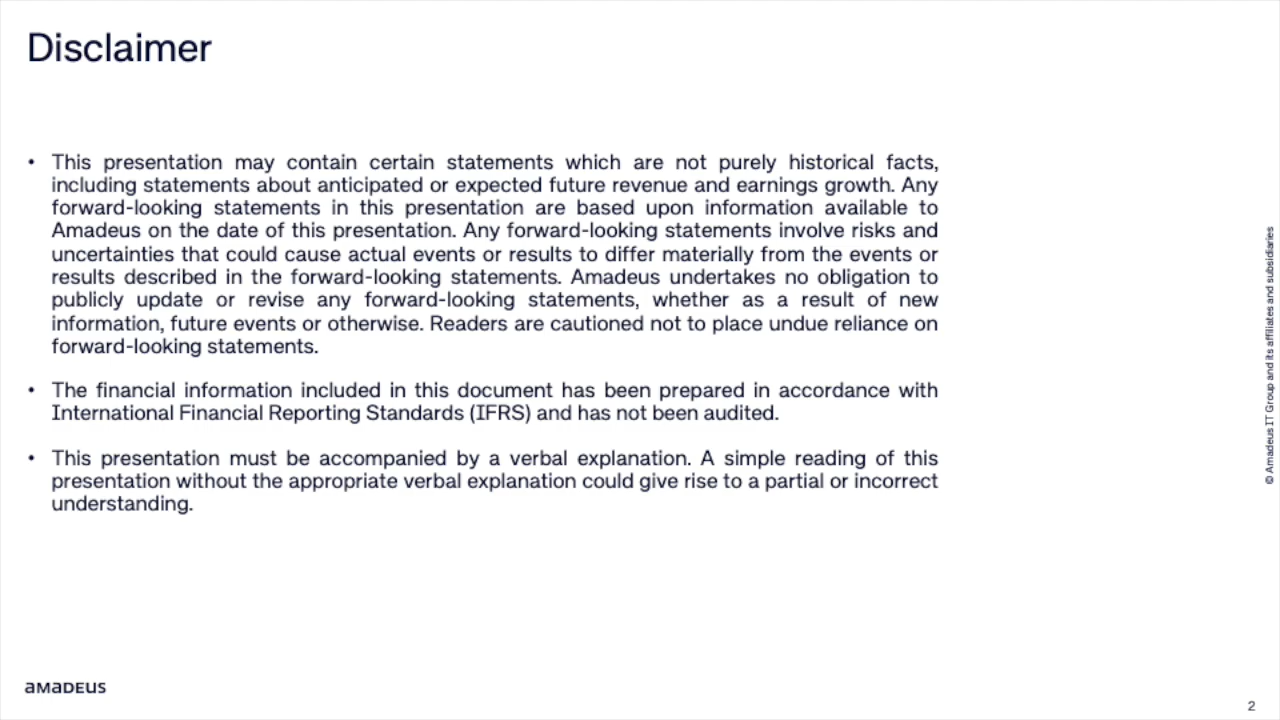 Disclaimer
• This presentation may contain certain statements which are not purely historical facts,
including statements about anticipated or expected future revenue and earnings growth. Any
forward-looking statements in this presentation are based upon information available to
Amadeus on the date of this presentation. Any forward-looking statements involve risks and
uncertainties that could cause actual events or results to differ materially from the events or
results described in the forward-looking statements. Amadeus undertakes no obligation to
publicly update or revise any forward-looking statements, whether as a result of new
information, future events or otherwise. Readers are cautioned not to place undue reliance on
forward-looking statements.
• The financial information included in this document has been prepared in accordance with
International Financial Reporting Standards (IFRS) and has not been audited.
• This presentation must be accompanied by a verbal explanation. A simple reading of this
presentation without the appropriate verbal explanation could give rise to a partial or incorrect
understanding.
© Amadeus IT Group and its affiliates and subsidiaries
amadeus
2